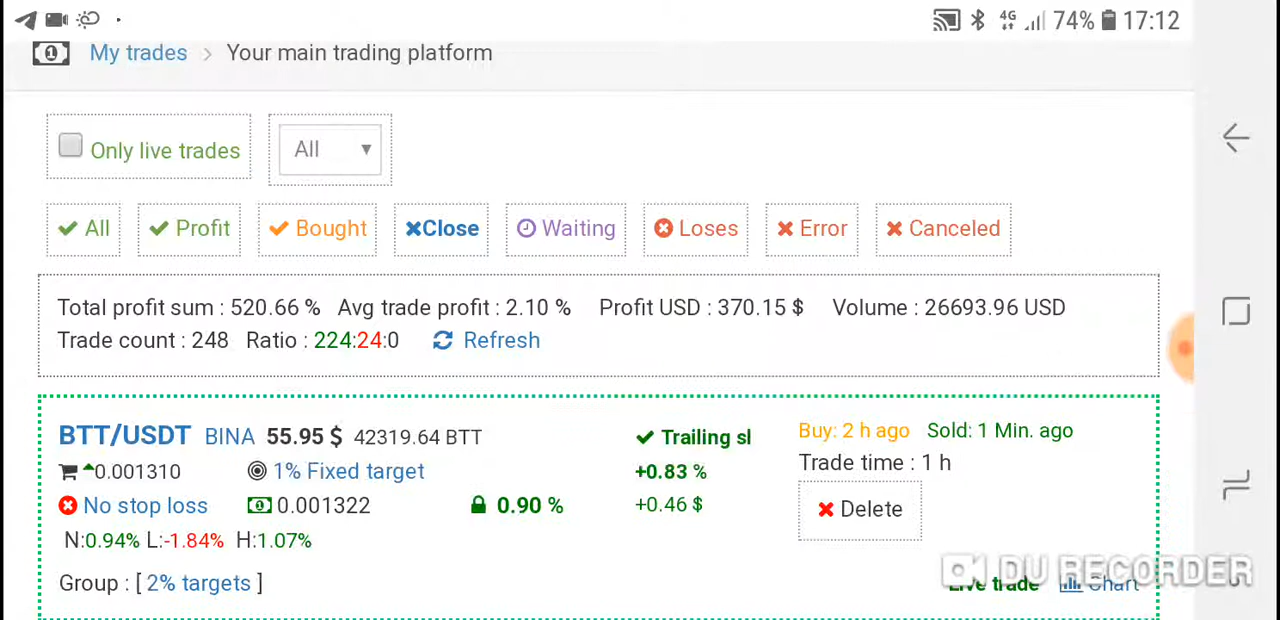 4G 74% 17:12
My trades > Your main trading platform
Only live trades All
All Profit Bought Close Waiting Loses Error Canceled
Total profit sum : 520.66 % Avg trade profit : 2.10 % Profit USD : 370.15 $ Volume : 26693.96 USD
Trade count : 248 Ratio : 224:24:0 Refresh
BTT/USDT BINA 55.95 $ 42319.64 BTT Trailing sl Buy: 2 h ago Sold: 1 Min. ago
0.001310 1% Fixed target +0.83 % Trade time : 1 h
No stop loss 0.001322 0.90 % +0.46 $ Delete
N:0.94% L:-1.84% H:1.07%
Group : [ 2% targets ] Live trade Chart
DU RECORDER